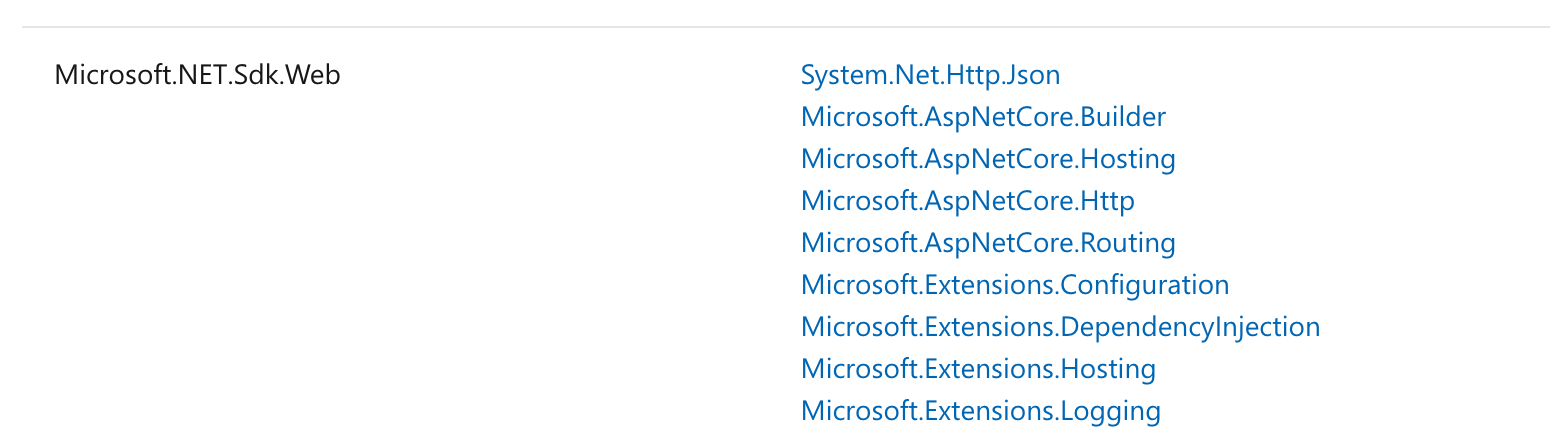 Microsoft.NET.Sdk.Web
System.Net.Http.Json
Microsoft.AspNetCore.Builder
Microsoft.AspNetCore.Hosting
Microsoft.AspNetCore.Http
Microsoft.AspNetCore.Routing
Microsoft.Extensions.Configuration
Microsoft.Extensions.DependencyInjection
Microsoft.Extensions.Hosting
Microsoft.Extensions.Logging